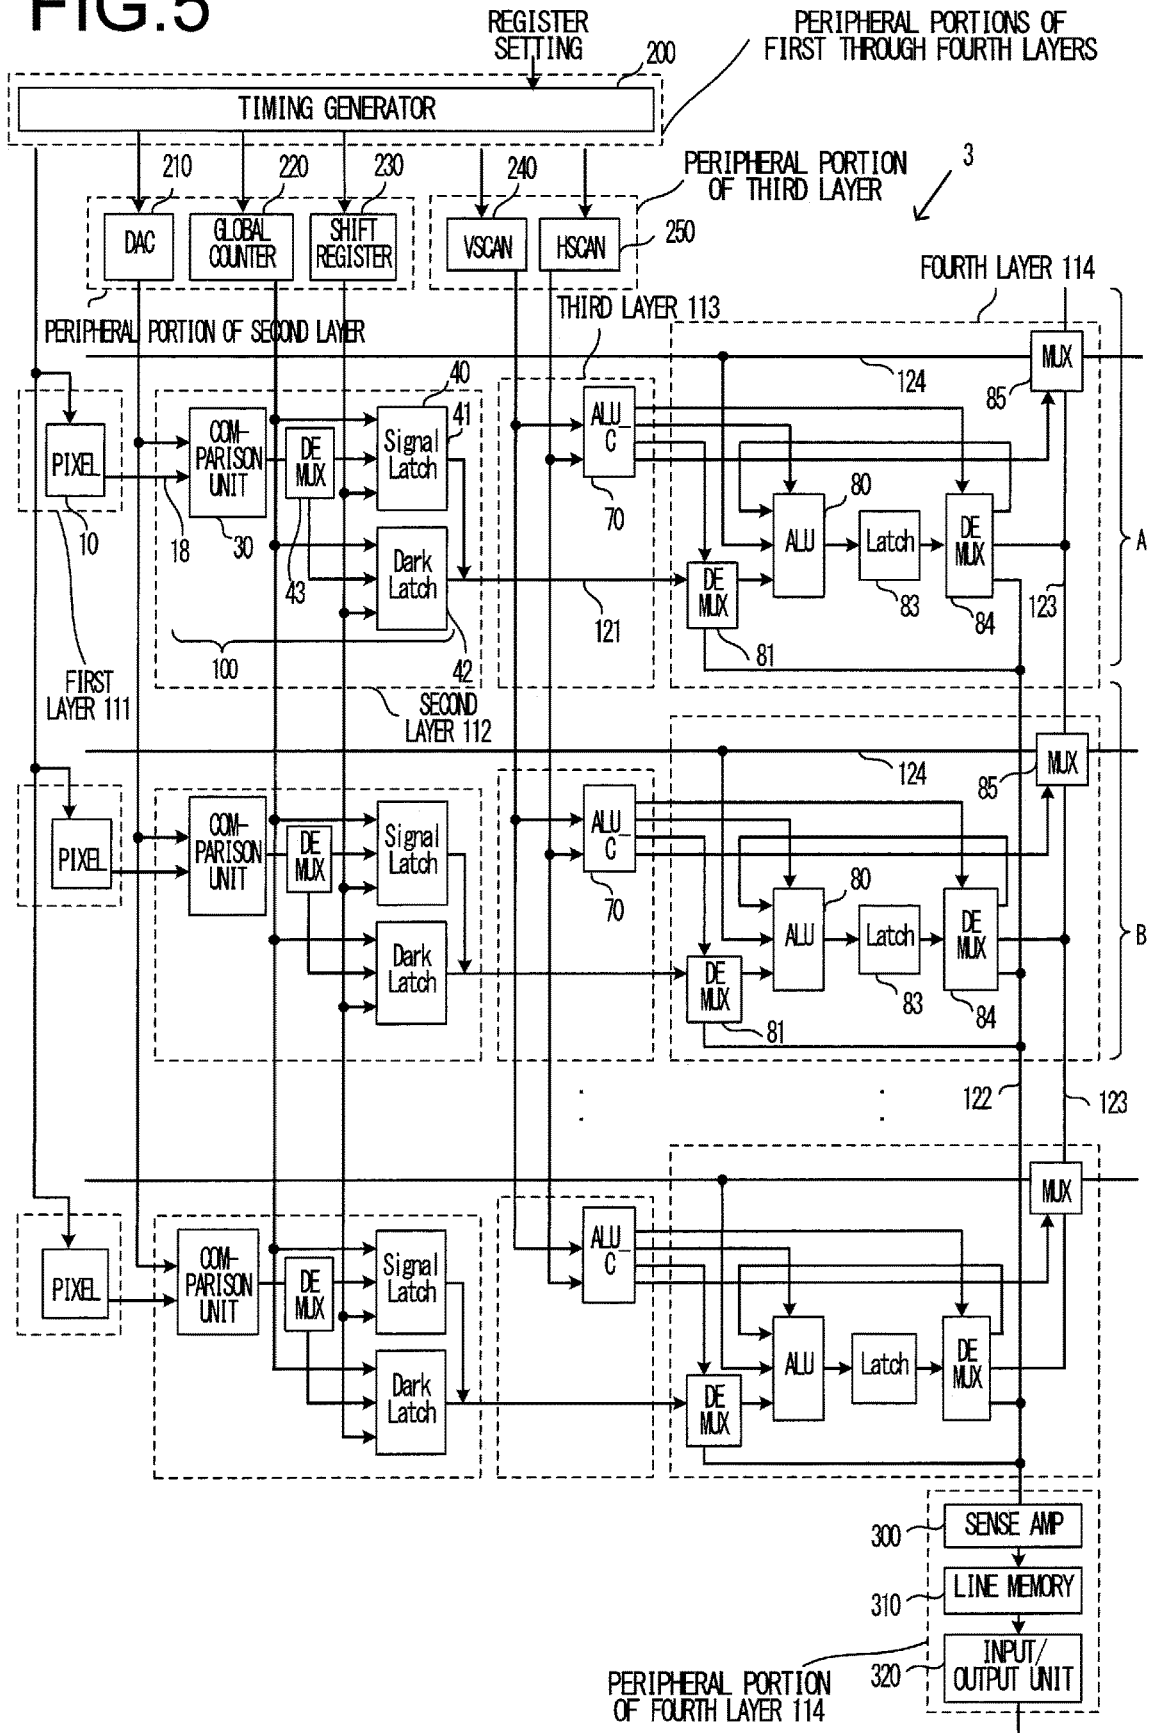 FIG.5
REGISTER
SETTING
PERIPHERAL PORTIONS OF
FIRST THROUGH FOURTH LAYERS
200
TIMING GENERATOR
210
220
230
240
PERIPHERAL PORTION
OF THIRD LAYER
3
DAC
GLOBAL
COUNTER
SHIFT
REGISTER
VSCAN
HSCAN
250
FOURTH LAYER 114
PERIPHERAL PORTION OF SECOND LAYER
THIRD LAYER 113
MUX
124
85
40
41
COM-
PARISON
UNIT
DE
MUX
Signal
Latch
ALU_
C
PIXEL
10
18
30
43
70
80
ALU
Latch
DE
MUX
A
Dark
Latch
DE
MUX
83
84
123
121
81
100
42
FIRST
LAYER 111
SECOND
LAYER 112
124
85
MUX
COM-
PARISON
UNIT
DE
MUX
Signal
Latch
ALU_
C
PIXEL
70
80
ALU
Latch
DE
MUX
B
Dark
Latch
DE
MUX
83
84
81
122
123
MUX
COM-
PARISON
UNIT
DE
MUX
Signal
Latch
ALU_
C
PIXEL
ALU
Latch
DE
MUX
Dark
Latch
DE
MUX
300
SENSE AMP
310
LINE MEMORY
320
INPUT/
OUTPUT UNIT
PERIPHERAL PORTION
OF FOURTH LAYER 114